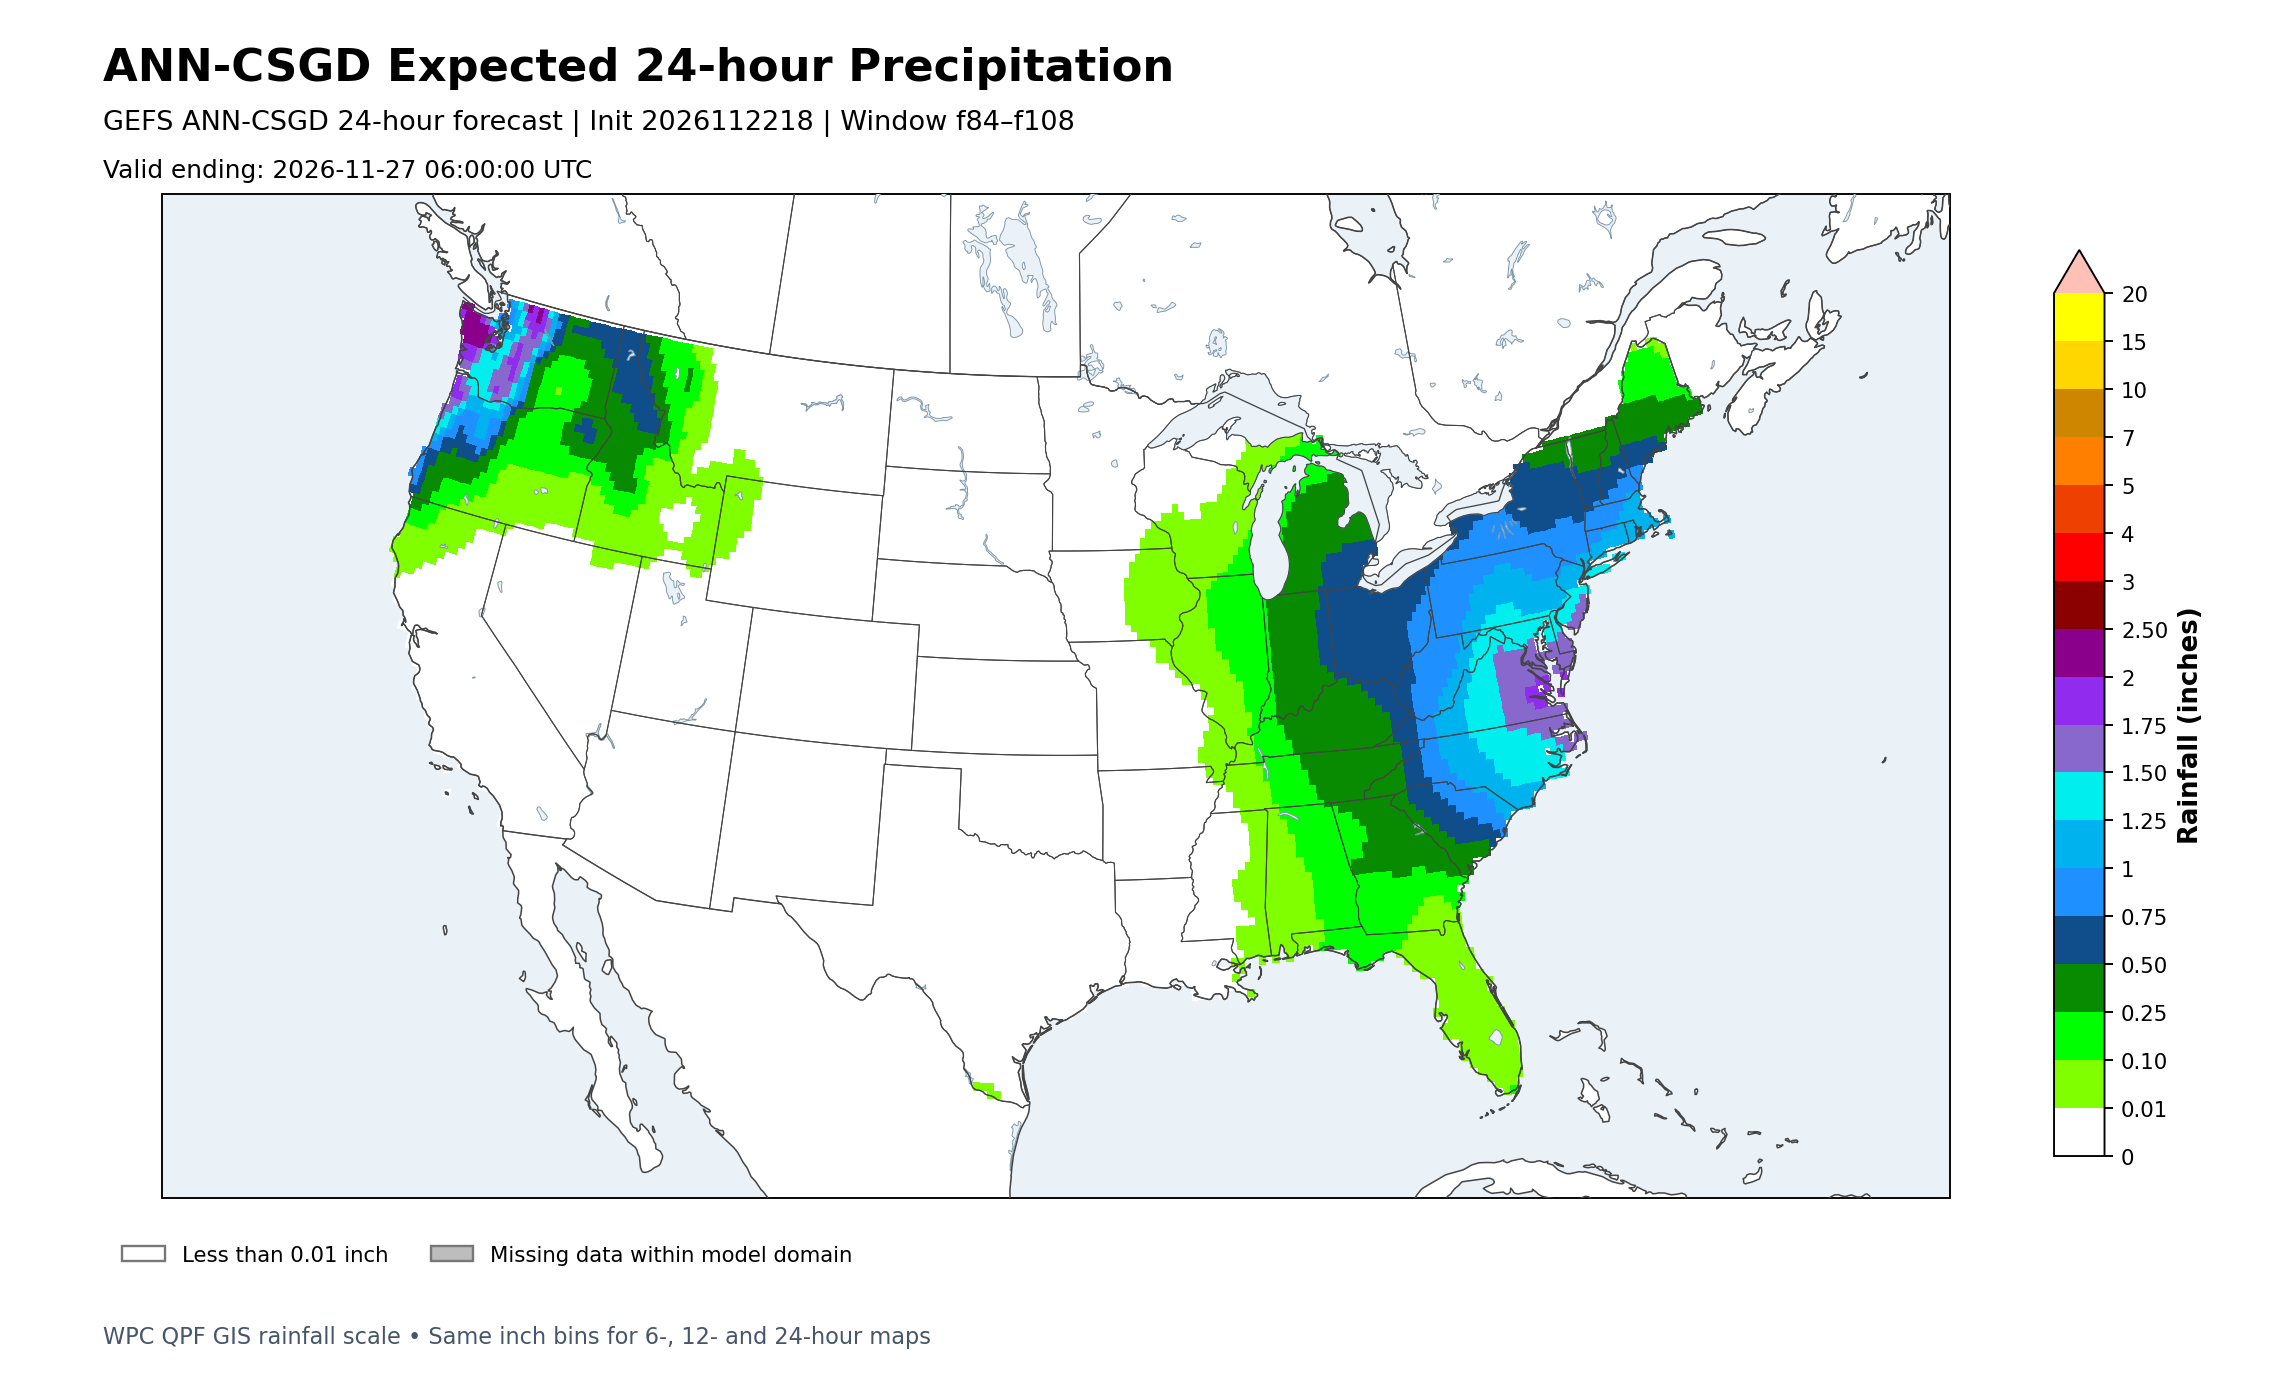 ANN-CSGD Expected 24-hour Precipitation
GEFS ANN-CSGD 24-hour forecast | Init 2026112218 | Window f84–f108
Valid ending: 2026-11-27 06:00:00 UTC
20
15
10
7
5
4
3
2.50
2
1.75
1.50
1.25
1
0.75
0.50
0.25
0.10
0.01
0
Rainfall (inches)
Less than 0.01 inch
Missing data within model domain
WPC QPF GIS rainfall scale • Same inch bins for 6-, 12- and 24-hour maps